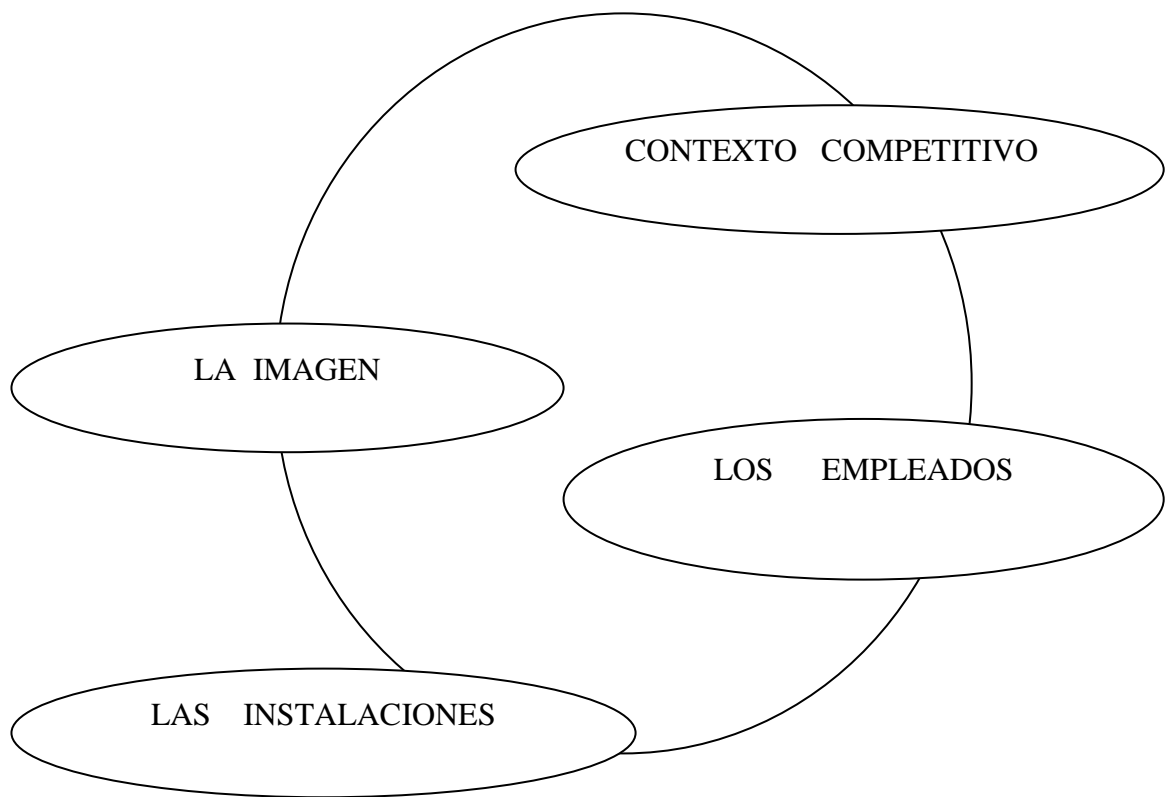 CONTEXTO COMPETITIVO
LA IMAGEN
LOS EMPLEADOS
LAS INSTALACIONES